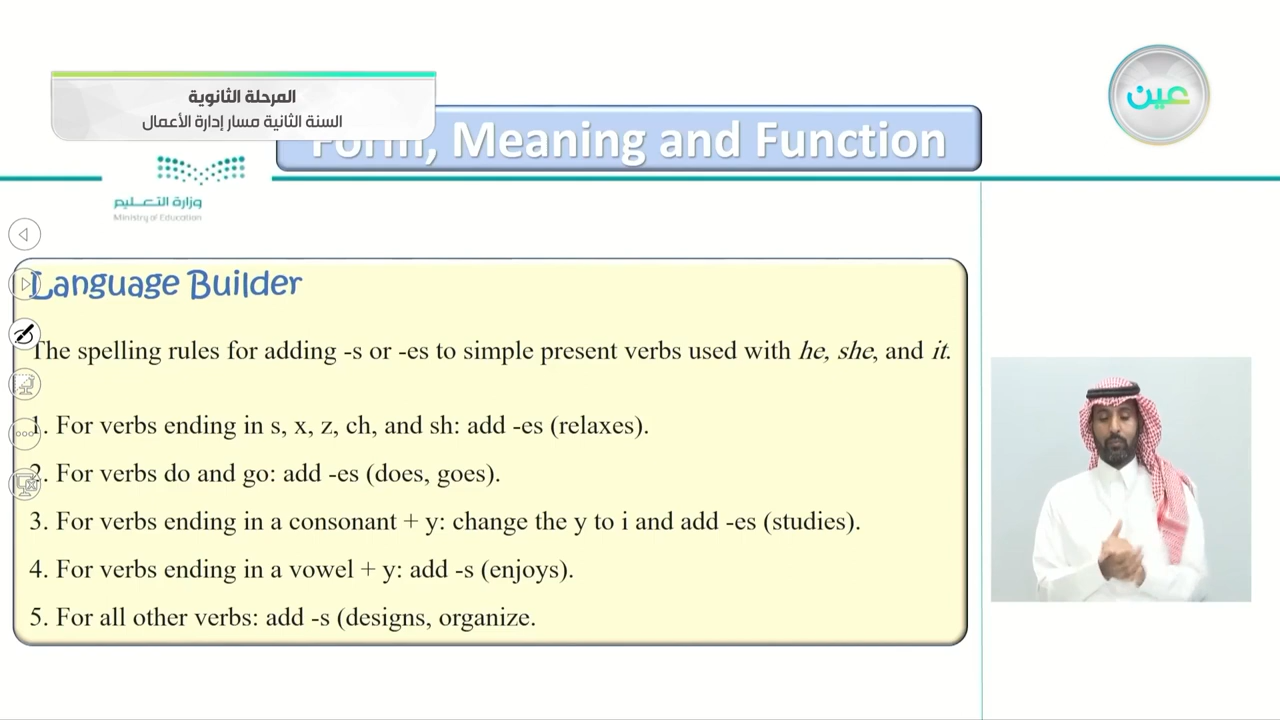 المرحلة الثانوية
السنة الثانية مسار إدارة الأعمال
عين
Form, Meaning and Function
وزارة التعليم
Ministry of Education
Language Builder
The spelling rules for adding -s or -es to simple present verbs used with he, she, and it.
1. For verbs ending in s, x, z, ch, and sh: add -es (relaxes).
2. For verbs do and go: add -es (does, goes).
3. For verbs ending in a consonant + y: change the y to i and add -es (studies).
4. For verbs ending in a vowel + y: add -s (enjoys).
5. For all other verbs: add -s (designs, organize.